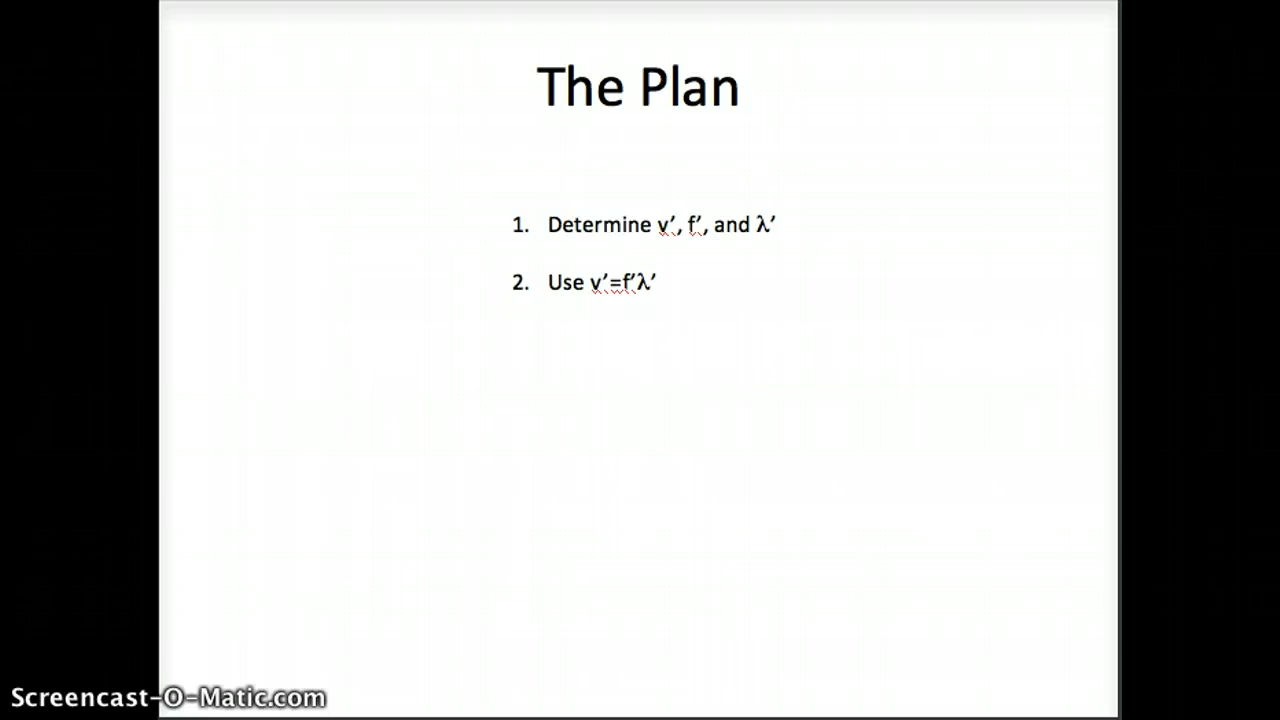 The Plan
1. Determine v’, f’, and λ’
2. Use v’=f’λ’
Screencast-O-Matic.com